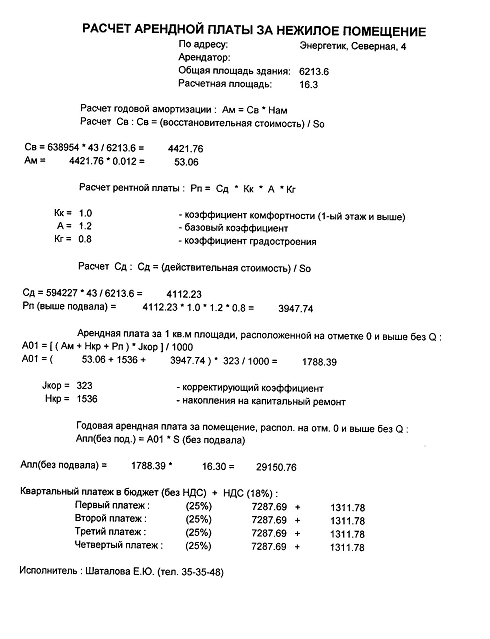 РАСЧЕТ АРЕНДНОЙ ПЛАТЫ ЗА НЕЖИЛОЕ ПОМЕЩЕНИЕ
По адресу: Энергетик, Северная, 4
Арендатор:
Общая площадь здания: 6213.6
Расчетная площадь: 16.3
Расчет годовой амортизации : Ам = Св * Нам
Расчет Св : Св = (восстановительная стоимость) / So
Св = 638954 * 43 / 6213.6 = 4421.76
Ам = 4421.76 * 0.012 = 53.06
Расчет рентной платы : Рп = Сд * Кк * А * Кг
Кк = 1.0 - коэффициент комфортности (1-ый этаж и выше)
А = 1.2 - базовый коэффициент
Кг = 0.8 - коэффициент градостроения
Расчет Сд : Сд = (действительная стоимость) / So
Сд = 594227 * 43 / 6213.6 = 4112.23
Рп (выше подвала) = 4112.23 * 1.0 * 1.2 * 0.8 = 3947.74
Арендная плата за 1 кв.м площади, расположенной на отметке 0 и выше без Q :
А01 = [ ( Ам + Нкр + Рп ) * Jкор ] / 1000
А01 = ( 53.06 + 1536 + 3947.74 ) * 323 / 1000 = 1788.39
Jкор = 323 - корректирующий коэффициент
Нкр = 1536 - накопления на капитальный ремонт
Годовая арендная плата за помещение, распол. на отм. 0 и выше без Q :
Апл(без под.) = А01 * S (без подвала)
Апл(без подвала) = 1788.39 * 16.30 = 29150.76
Квартальный платеж в бюджет (без НДС) + НДС (18%) :
Первый платеж : (25%) 7287.69 + 1311.78
Второй платеж : (25%) 7287.69 + 1311.78
Третий платеж : (25%) 7287.69 + 1311.78
Четвертый платеж : (25%) 7287.69 + 1311.78
Исполнитель : Шаталова Е.Ю. (тел. 35-35-48)